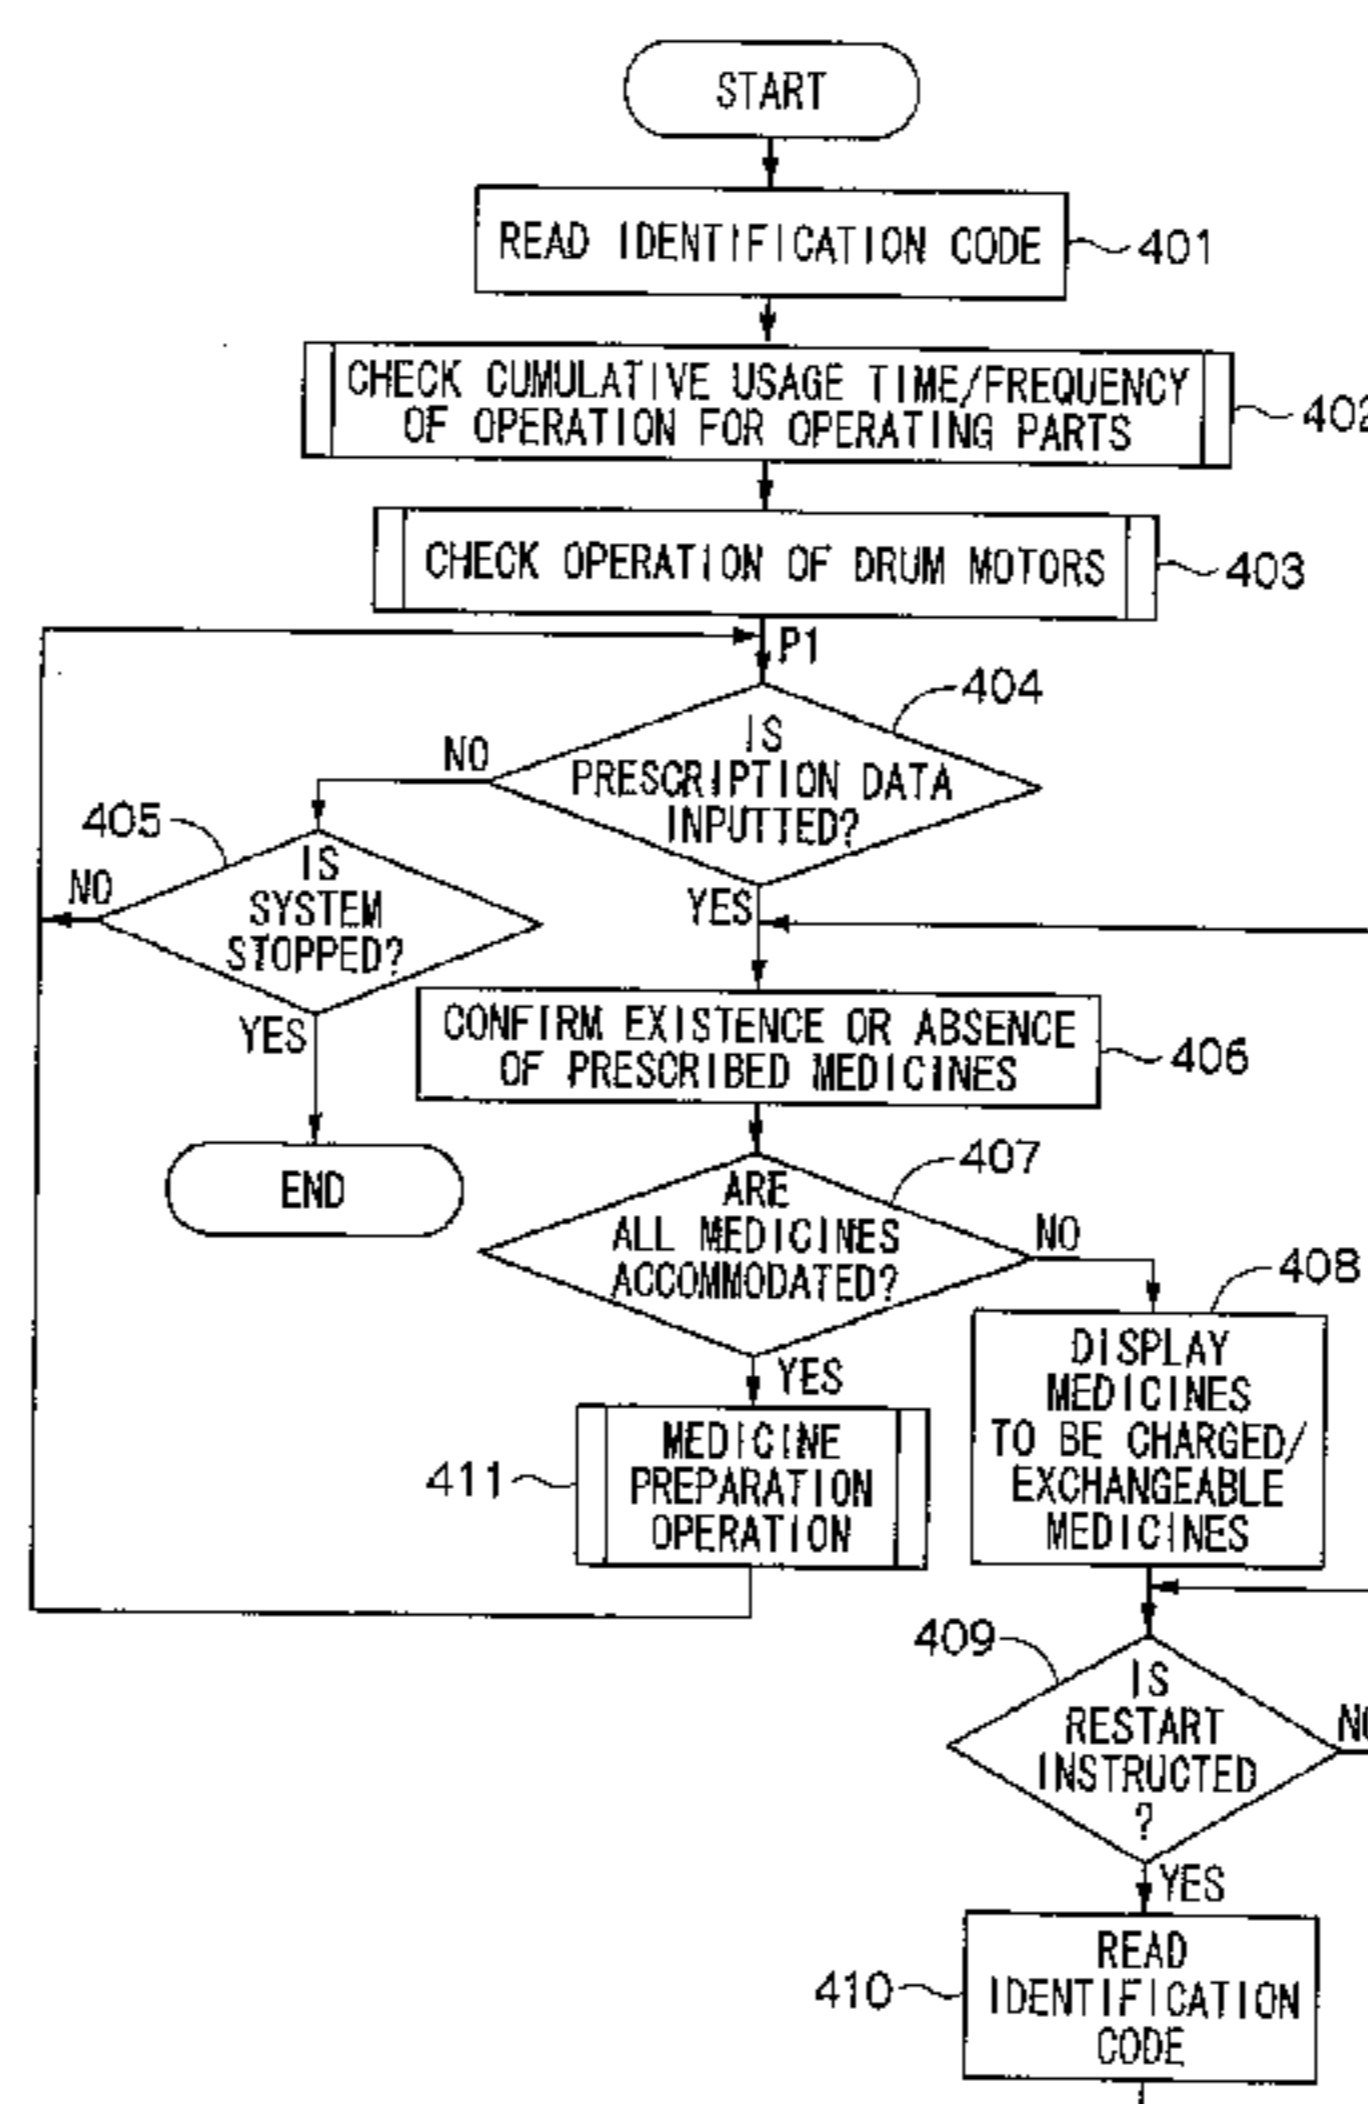 START
READ IDENTIFICATION CODE
401
CHECK CUMULATIVE USAGE TIME/FREQUENCY
OF OPERATION FOR OPERATING PARTS
402
CHECK OPERATION OF DRUM MOTORS
403
P1
404
IS
PRESCRIPTION DATA
INPUTTED?
NO
YES
405
IS
SYSTEM
STOPPED?
NO
YES
END
CONFIRM EXISTENCE OR ABSENCE
OF PRESCRIBED MEDICINES
406
407
ARE
ALL MEDICINES
ACCOMMODATED?
NO
YES
408
DISPLAY
MEDICINES
TO BE CHARGED/
EXCHANGEABLE
MEDICINES
411
MEDICINE
PREPARATION
OPERATION
409
IS
RESTART
INSTRUCTED
?
NO
YES
410
READ
IDENTIFICATION
CODE